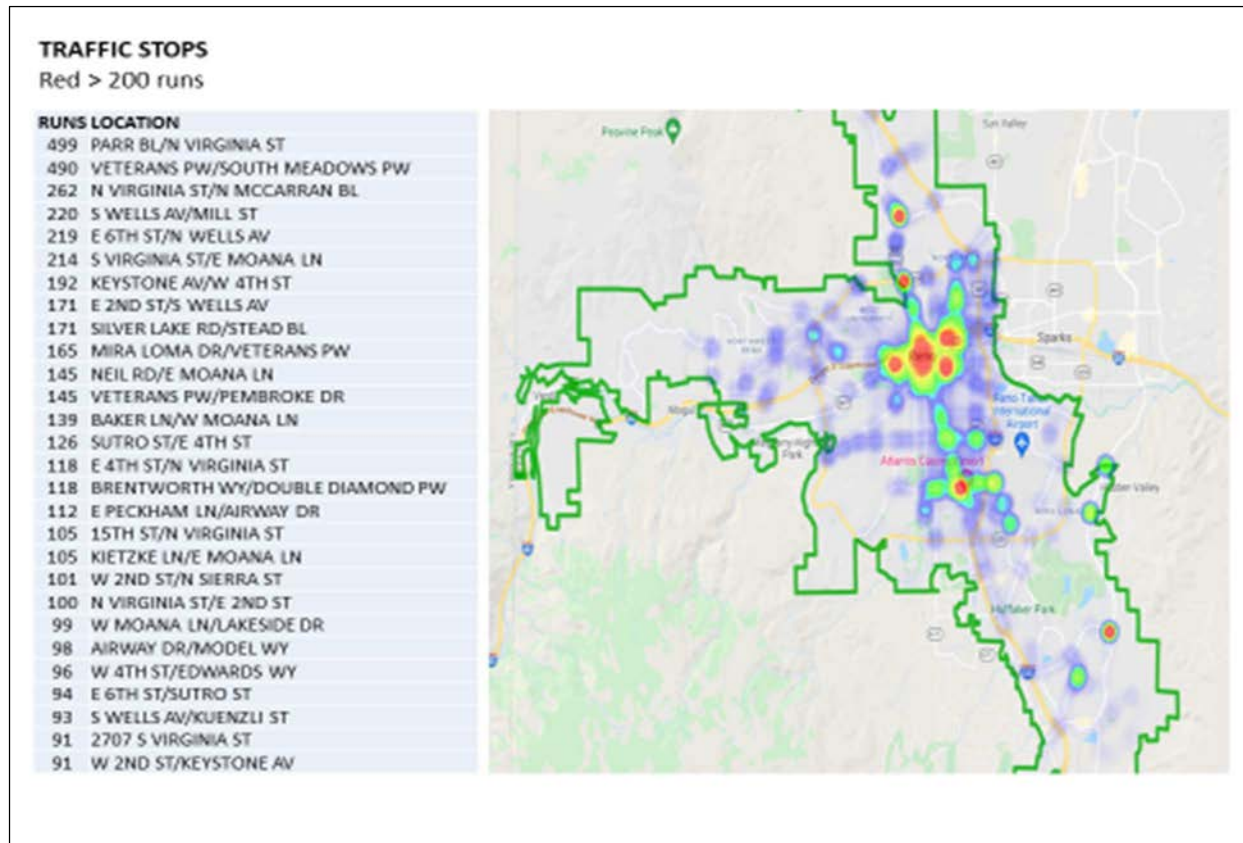 TRAFFIC STOPS
Red > 200 runs
RUNS LOCATION
499 PARR BL/N VIRGINIA ST
490 VETERANS PW/SOUTH MEADOWS PW
262 N VIRGINIA ST/N MCCARRAN BL
220 S WELLS AV/MILL ST
219 E 6TH ST/N WELLS AV
214 S VIRGINIA ST/E MOANA LN
192 KEYSTONE AV/W 4TH ST
171 E 2ND ST/S WELLS AV
171 SILVER LAKE RD/STEAD BL
165 MIRA LOMA DR/VETERANS PW
145 NEIL RD/E MOANA LN
145 VETERANS PW/PEMBROKE DR
139 BAKER LN/W MOANA LN
126 SUTRO ST/E 4TH ST
118 E 4TH ST/N VIRGINIA ST
118 BRENTWORTH WY/DOUBLE DIAMOND PW
112 E PECKHAM LN/AIRWAY DR
105 15TH ST/N VIRGINIA ST
105 KIETZKE LN/E MOANA LN
101 W 2ND ST/N SIERRA ST
100 N VIRGINIA ST/E 2ND ST
99 W MOANA LN/LAKESIDE DR
98 AIRWAY DR/MODEL WY
96 W 4TH ST/EDWARDS WY
94 E 6TH ST/SUTRO ST
93 S WELLS AV/KUENZLI ST
91 2707 S VIRGINIA ST
91 W 2ND ST/KEYSTONE AV
Peavine Peak
Sun Valley
Sparks
International
Airport
Park
Hidden Valley
Huffaker Park